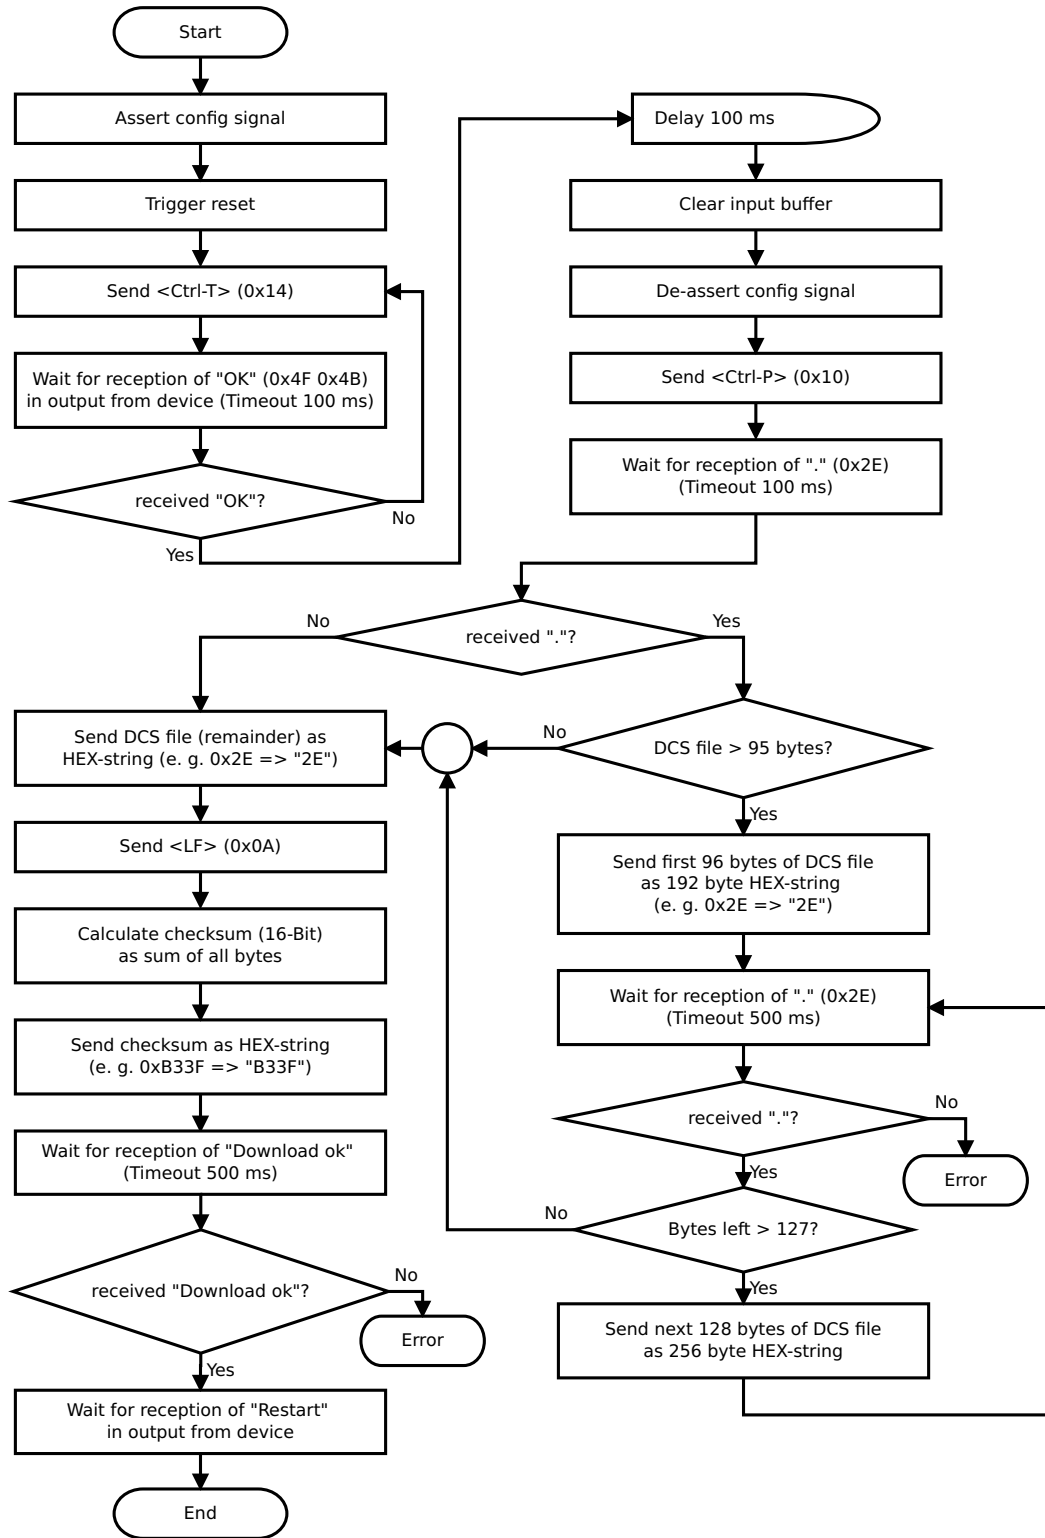 Start
Assert config signal
Trigger reset
Send <Ctrl-T> (0x14)
Wait for reception of "OK" (0x4F 0x4B)
in output from device (Timeout 100 ms)
received "OK"?
No
Yes
Delay 100 ms
Clear input buffer
De-assert config signal
Send <Ctrl-P> (0x10)
Wait for reception of "." (0x2E)
(Timeout 100 ms)
received "."?
No
Yes
Send DCS file (remainder) as
HEX-string (e. g. 0x2E => "2E")
Send <LF> (0x0A)
Calculate checksum (16-Bit)
as sum of all bytes
Send checksum as HEX-string
(e. g. 0xB33F => "B33F")
Wait for reception of "Download ok"
(Timeout 500 ms)
received "Download ok"?
No
Error
Yes
Wait for reception of "Restart"
in output from device
End
DCS file > 95 bytes?
No
Yes
Send first 96 bytes of DCS file
as 192 byte HEX-string
(e. g. 0x2E => "2E")
Wait for reception of "." (0x2E)
(Timeout 500 ms)
received "."?
No
Error
Yes
Bytes left > 127?
No
Yes
Send next 128 bytes of DCS file
as 256 byte HEX-string